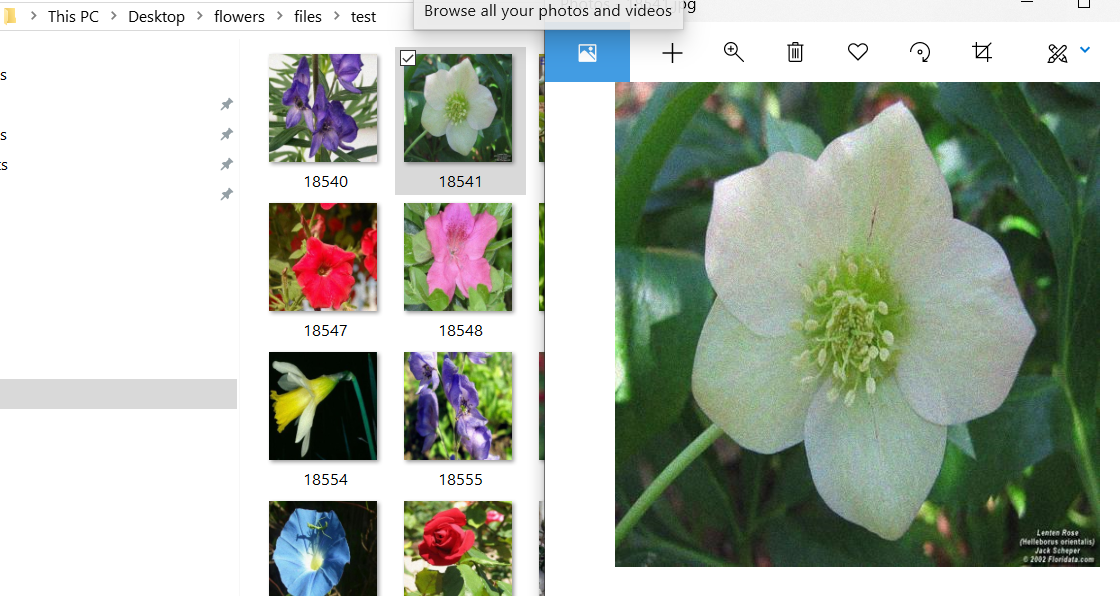 Browse all your photos and videos
This PC > Desktop > flowers > files > test
18540
18541
18547
18548
18554
18555
Lenten Rose
(Helleborus orientalis)
Jack Scheper
© 2002 Floridata.com